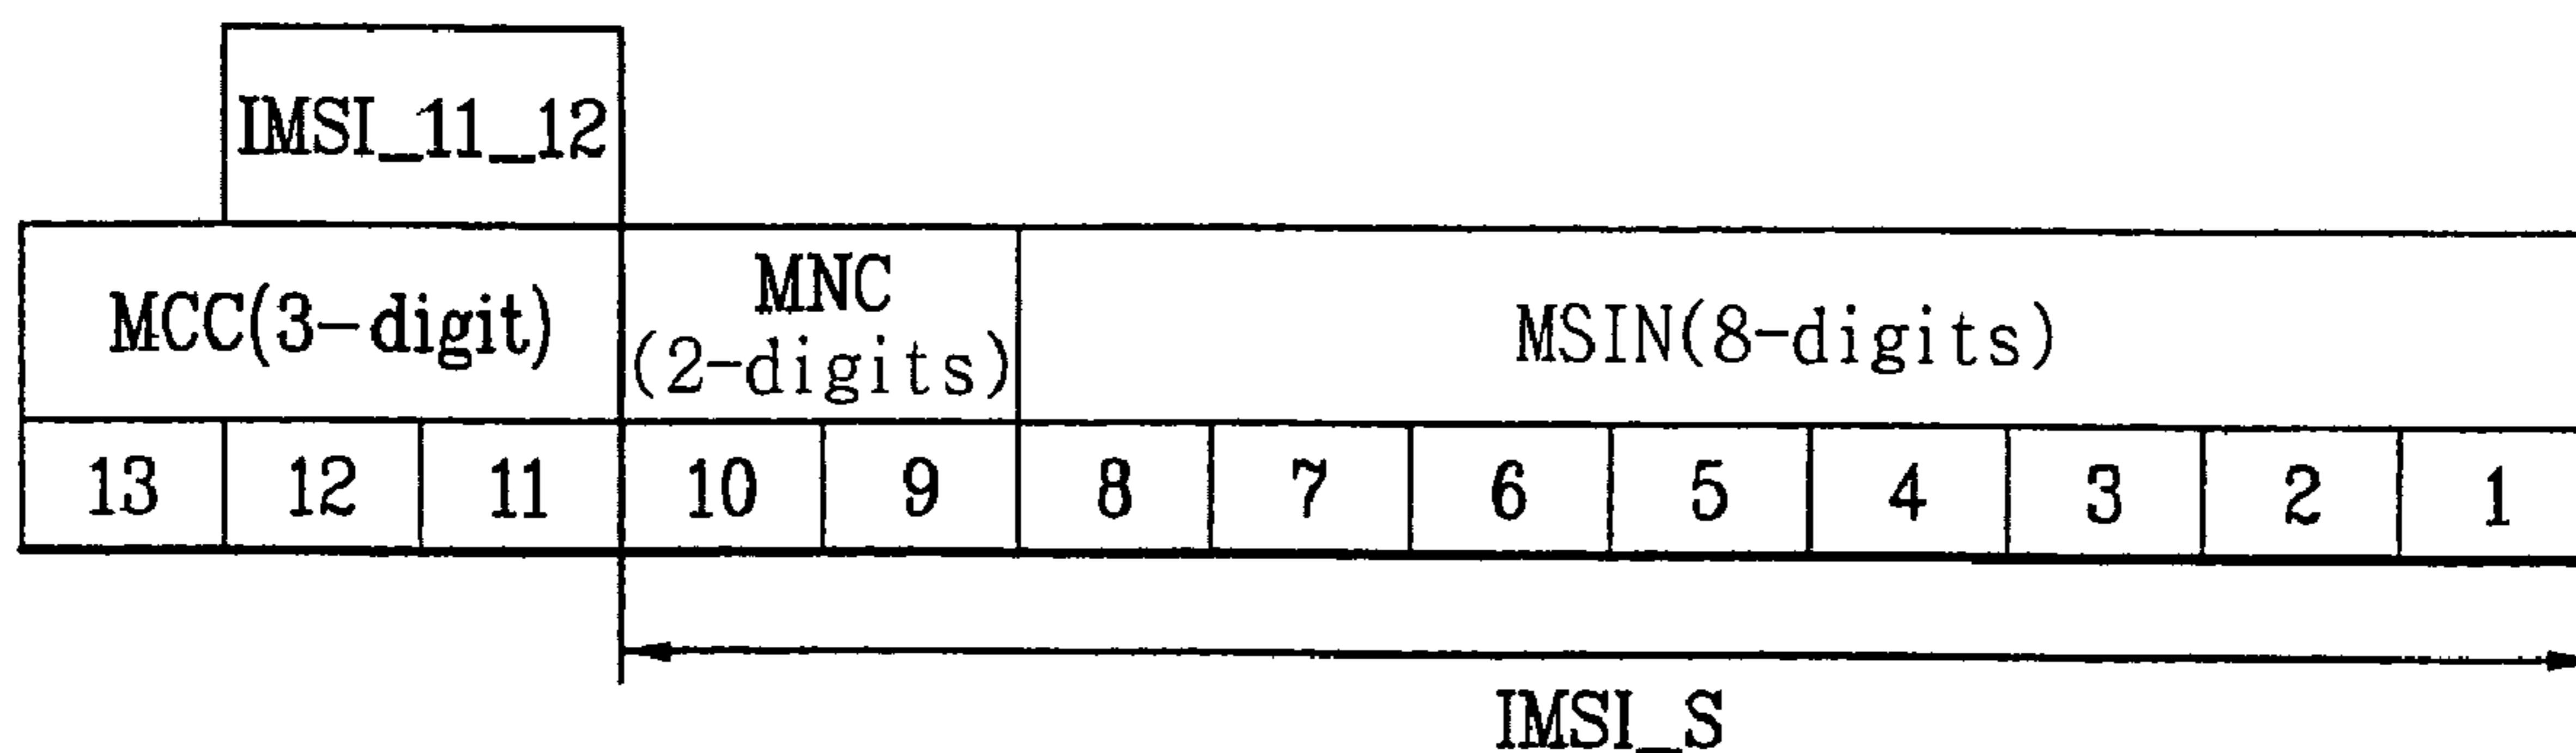 IMSI_11_12
MCC(3-digit)
MNC
(2-digits)
MSIN(8-digits)
13 12 11 10 9 8 7 6 5 4 3 2 1
IMSI_S